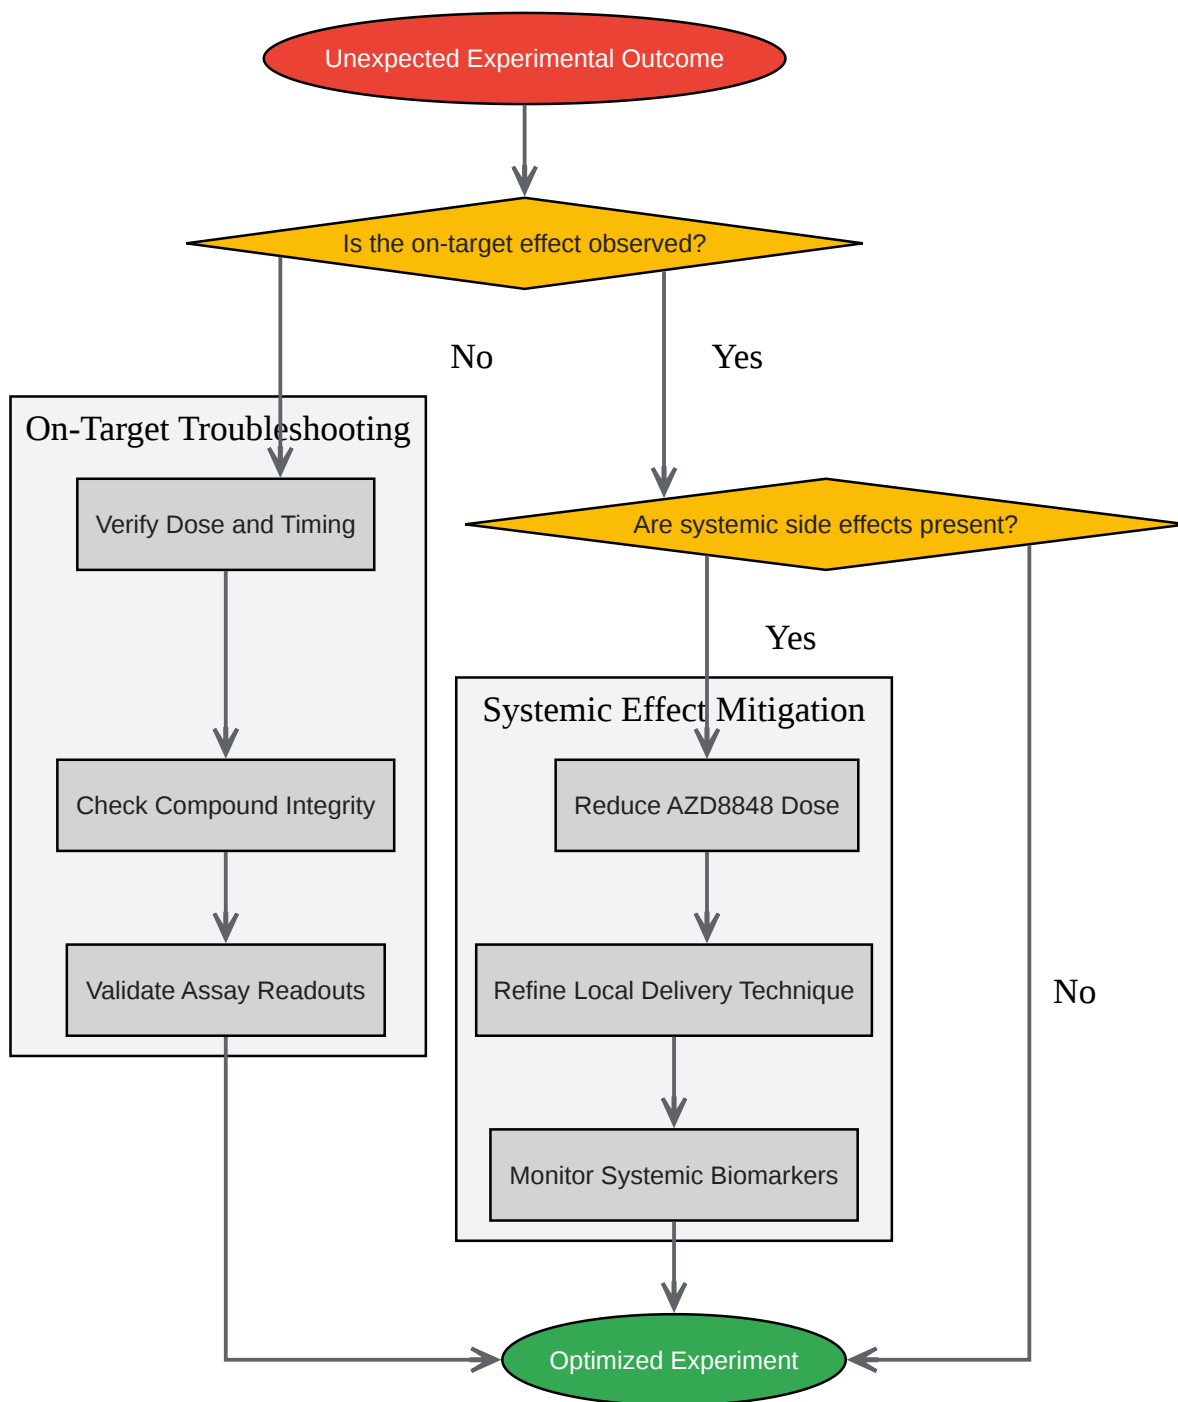 Unexpected Experimental Outcome
Is the on-target effect observed?
No
Yes
On-Target Troubleshooting
Verify Dose and Timing
Are systemic side effects present?
Yes
Systemic Effect Mitigation
Check Compound Integrity
Reduce AZD8848 Dose
Validate Assay Readouts
Refine Local Delivery Technique
No
Monitor Systemic Biomarkers
Optimized Experiment